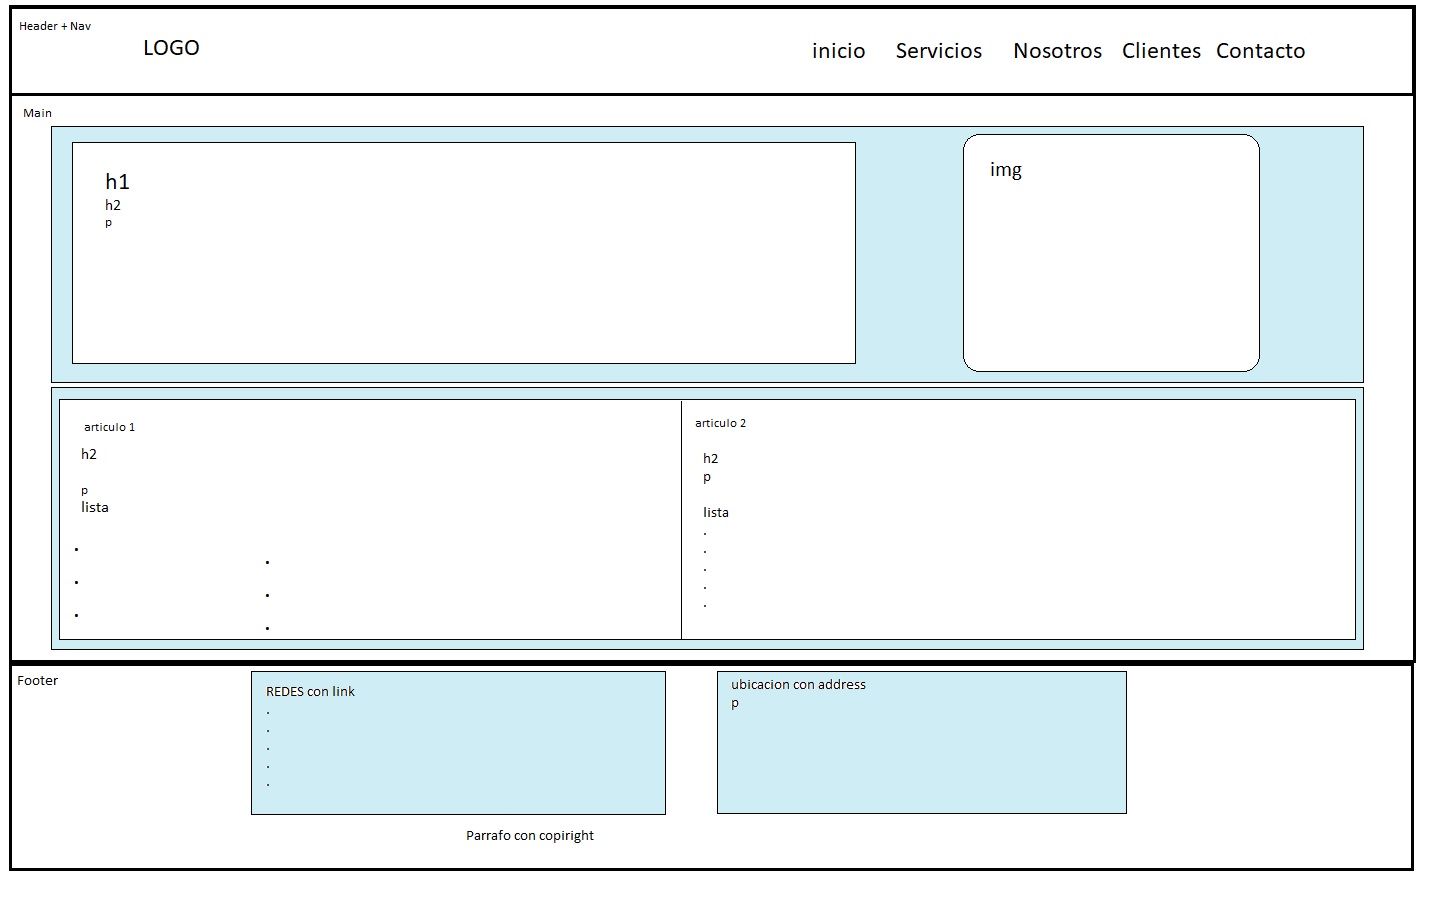 Header + Nav
LOGO
inicio Servicios Nosotros Clientes Contacto
Main
h1
h2
p
img
articulo 1
h2
p
lista
articulo 2
h2
p
lista
Footer
REDES con link
ubicacion con address
p
Parrafo con copiright